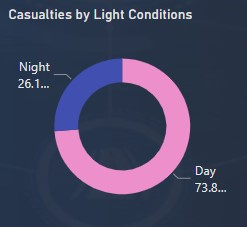 Casualties by Light Conditions
Night
26.1...
Day
73.8...